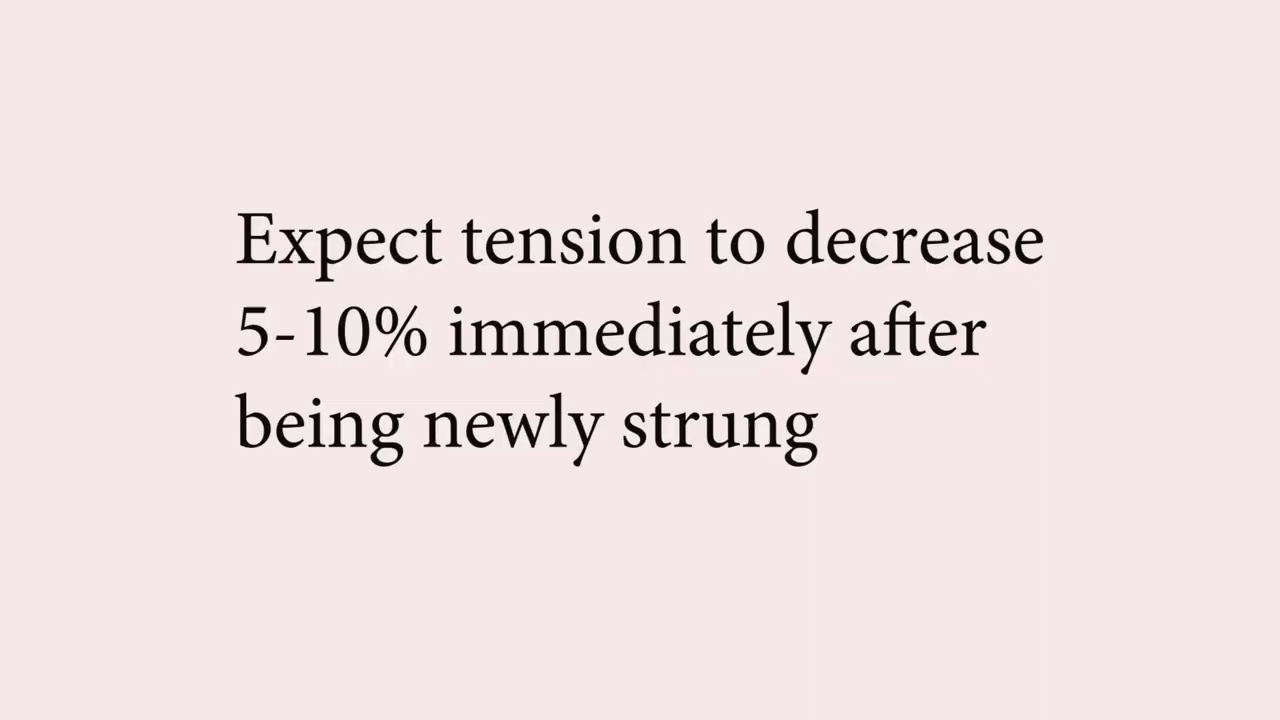 Expect tension to decrease
5-10% immediately after
being newly strung